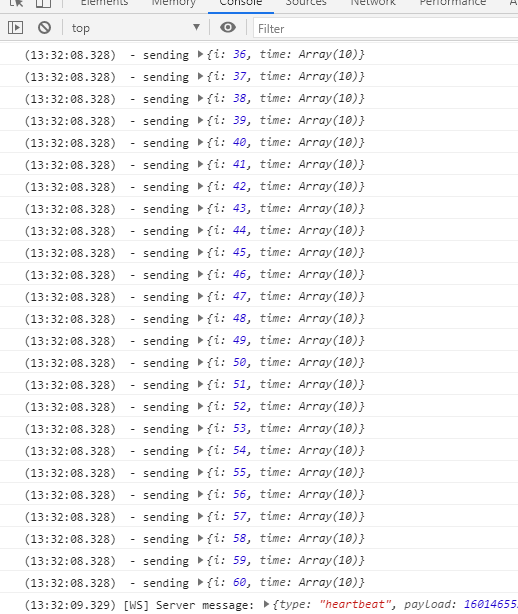 Elements Memory Console Sources Network Performance A
top Filter
(13:32:08.328) - sending {i: 36, time: Array(10)}
(13:32:08.328) - sending {i: 37, time: Array(10)}
(13:32:08.328) - sending {i: 38, time: Array(10)}
(13:32:08.328) - sending {i: 39, time: Array(10)}
(13:32:08.328) - sending {i: 40, time: Array(10)}
(13:32:08.328) - sending {i: 41, time: Array(10)}
(13:32:08.328) - sending {i: 42, time: Array(10)}
(13:32:08.328) - sending {i: 43, time: Array(10)}
(13:32:08.328) - sending {i: 44, time: Array(10)}
(13:32:08.328) - sending {i: 45, time: Array(10)}
(13:32:08.328) - sending {i: 46, time: Array(10)}
(13:32:08.328) - sending {i: 47, time: Array(10)}
(13:32:08.328) - sending {i: 48, time: Array(10)}
(13:32:08.328) - sending {i: 49, time: Array(10)}
(13:32:08.328) - sending {i: 50, time: Array(10)}
(13:32:08.328) - sending {i: 51, time: Array(10)}
(13:32:08.328) - sending {i: 52, time: Array(10)}
(13:32:08.328) - sending {i: 53, time: Array(10)}
(13:32:08.328) - sending {i: 54, time: Array(10)}
(13:32:08.328) - sending {i: 55, time: Array(10)}
(13:32:08.328) - sending {i: 56, time: Array(10)}
(13:32:08.328) - sending {i: 57, time: Array(10)}
(13:32:08.328) - sending {i: 58, time: Array(10)}
(13:32:08.328) - sending {i: 59, time: Array(10)}
(13:32:08.328) - sending {i: 60, time: Array(10)}
(13:32:09.329) [WS] Server message: {type: "heartbeat", payload: 16014655